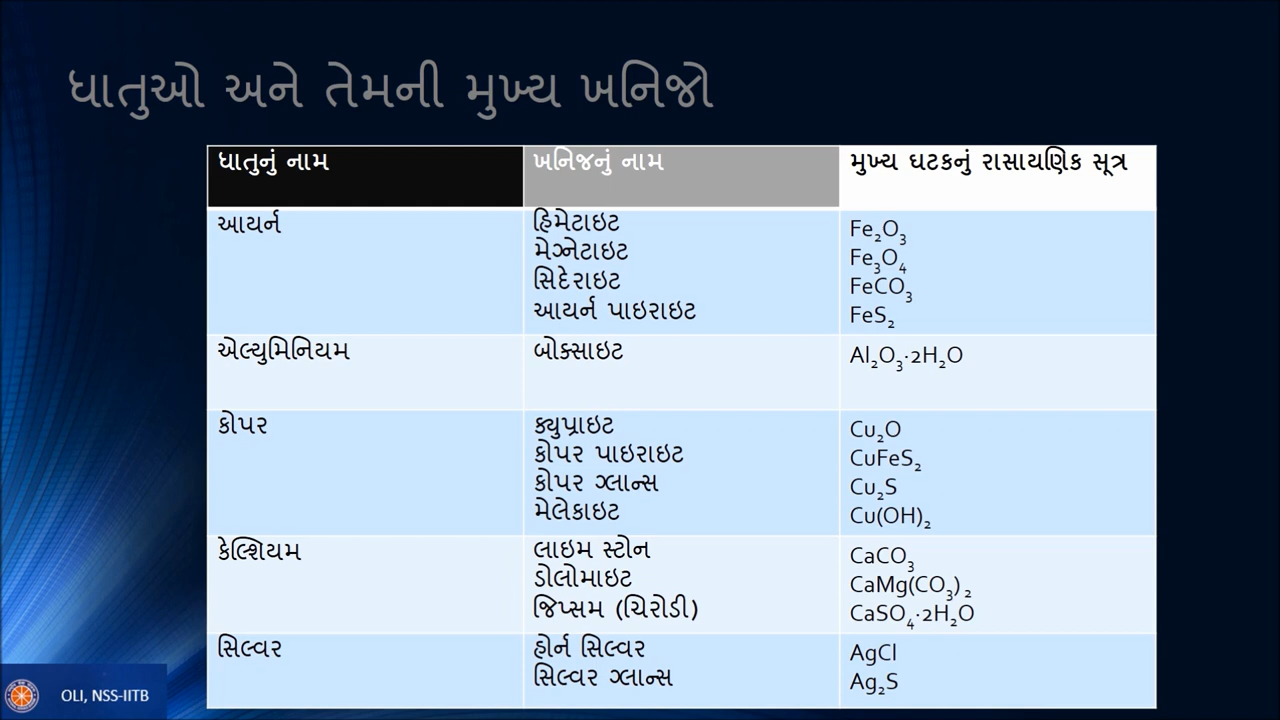 ધાતુઓ અને તેમની મુખ્ય ખનિજો
ધાતુનું નામ ખનિજનું નામ મુખ્ય ઘટકનું રાસાયણિક સૂત્ર
આયર્ન હિમેટાઇટ Fe₂O₃
મેગ્નેટાઇટ Fe₃O₄
સિદેરાઇટ FeCO₃
આયર્ન પાઇરાઇટ FeS₂
એલ્યુમિનિયમ બોક્સાઇટ Al₂O₃·2H₂O
કોપર ક્યુપ્રાઇટ Cu₂O
કોપર પાઇરાઇટ CuFeS₂
કોપર ગ્લાન્સ Cu₂S
મેલેકાઇટ Cu(OH)₂
કેલ્શિયમ લાઇમ સ્ટોન CaCO₃
ડોલોમાઇટ CaMg(CO₃)₂
જિપ્સમ (ચિરોડી) CaSO₄·2H₂O
સિલ્વર હોર્ન સિલ્વર AgCl
સિલ્વર ગ્લાન્સ Ag₂S
OLI, NSS-IITB